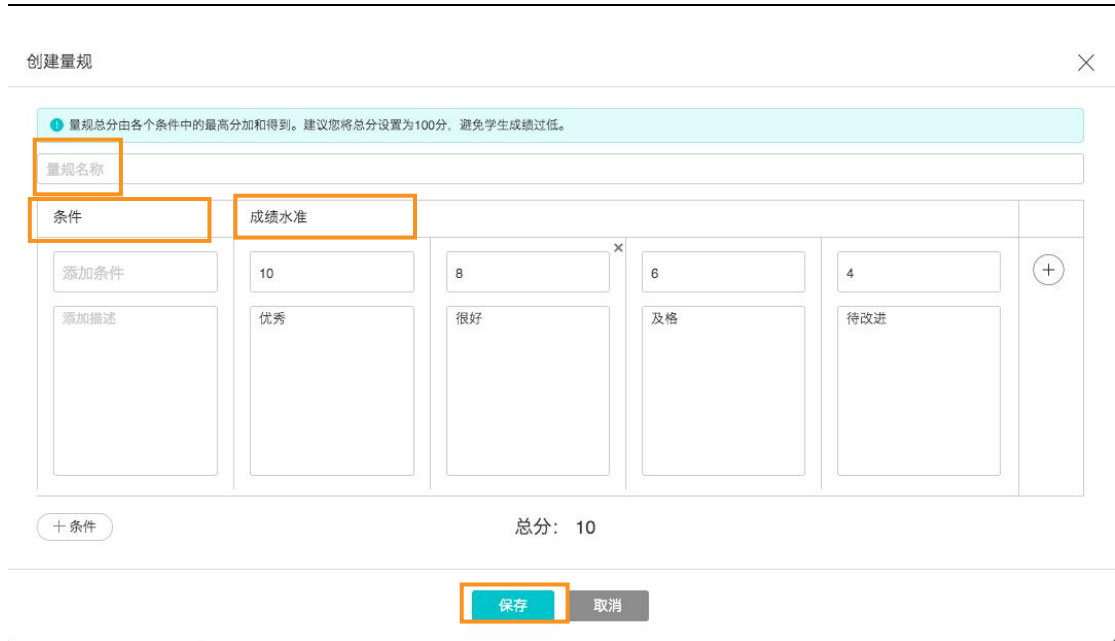 创建量规
量规总分由各个条件中的最高分加和得到。建议您将总分设置为100分，避免学生成绩过低。
量规名称
条件 成绩水准
添加条件 10 8 6 4
添加描述 优秀 很好 及格 待改进
+ 条件 总分： 10
保存 取消